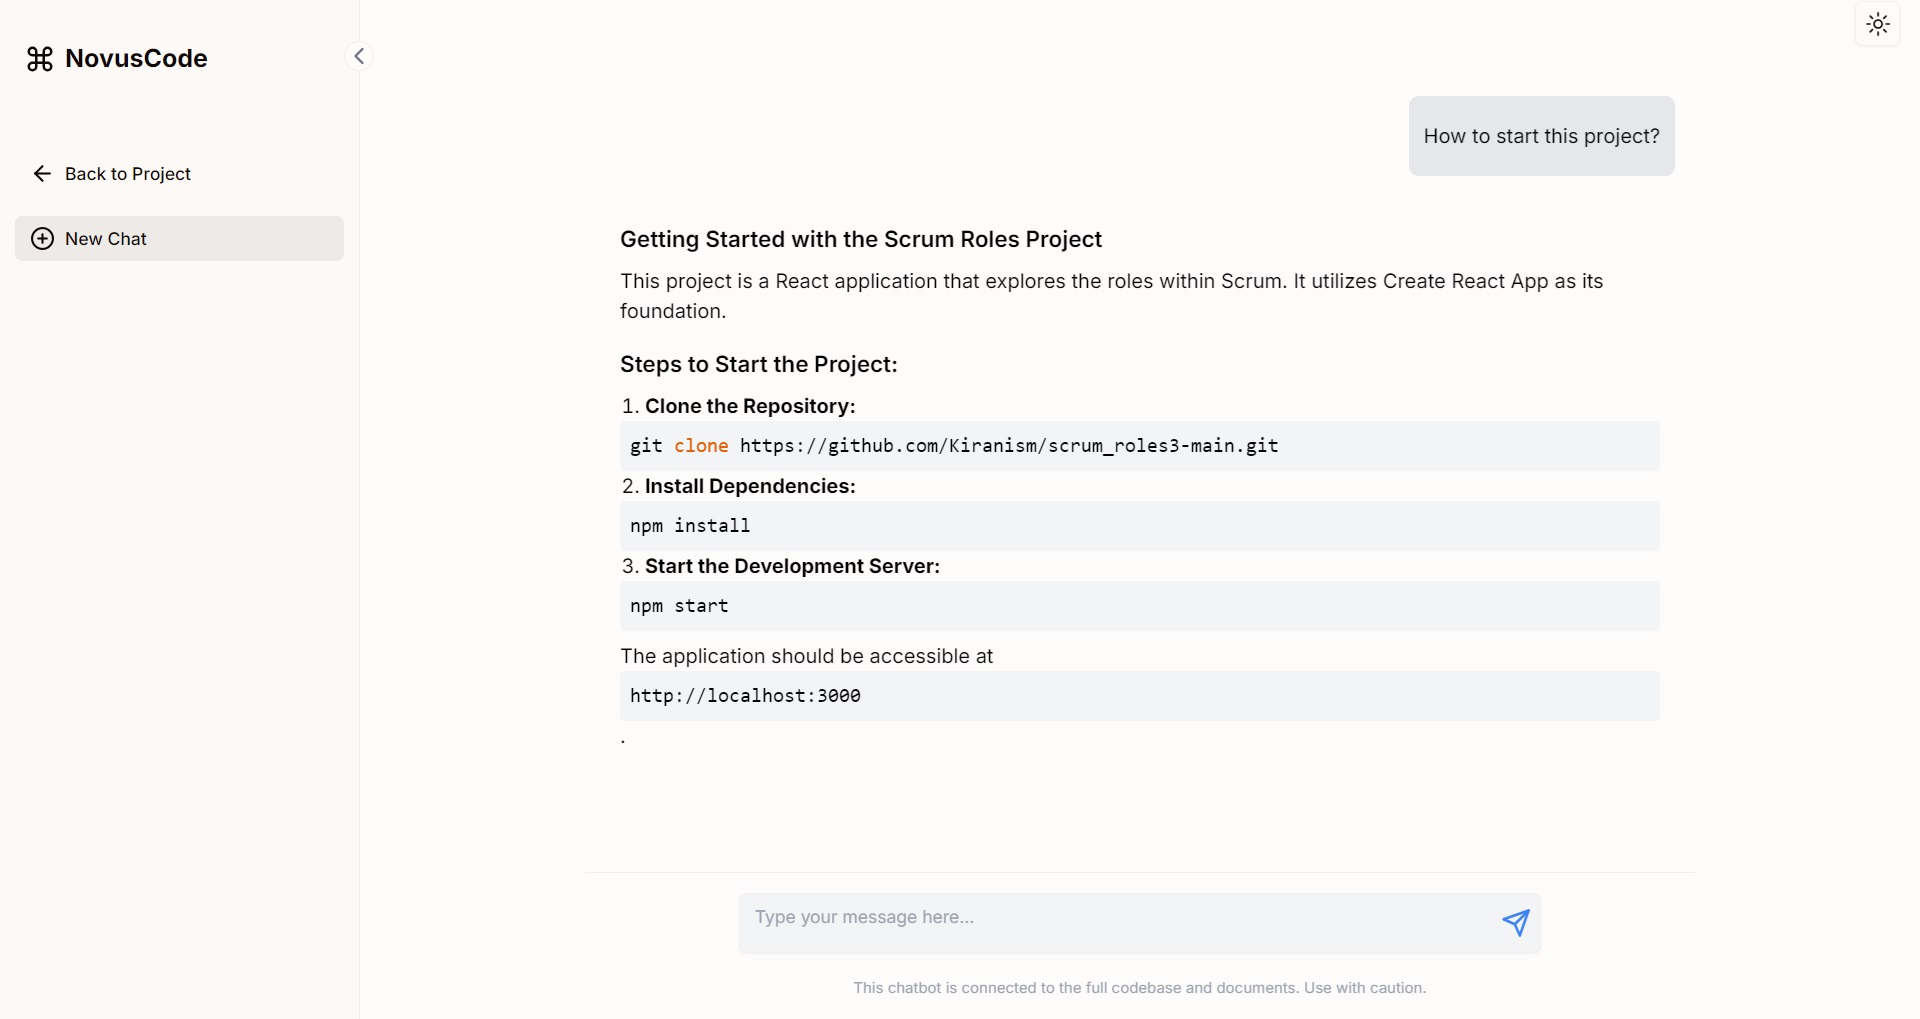 NovusCode
Back to Project
New Chat
How to start this project?
Getting Started with the Scrum Roles Project
This project is a React application that explores the roles within Scrum. It utilizes Create React App as its
foundation.
Steps to Start the Project:
1. Clone the Repository:
git clone https://github.com/Kiranism/scrum_roles3-main.git
2. Install Dependencies:
npm install
3. Start the Development Server:
npm start
The application should be accessible at
http://localhost:3000
.
Type your message here...
This chatbot is connected to the full codebase and documents. Use with caution.